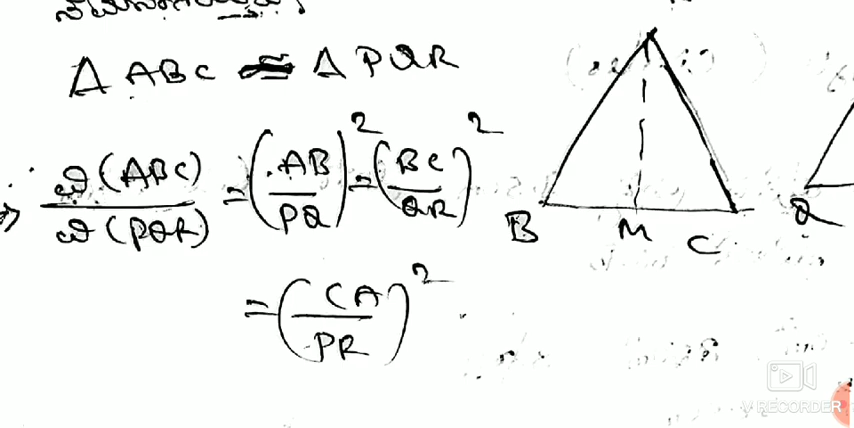 Δ ABC ≅ Δ PQR
(ABC) / (PQR) = (AB/PQ)² = (BC/QR)²
= (CA/PR)²
B M C Q
V RECORDER